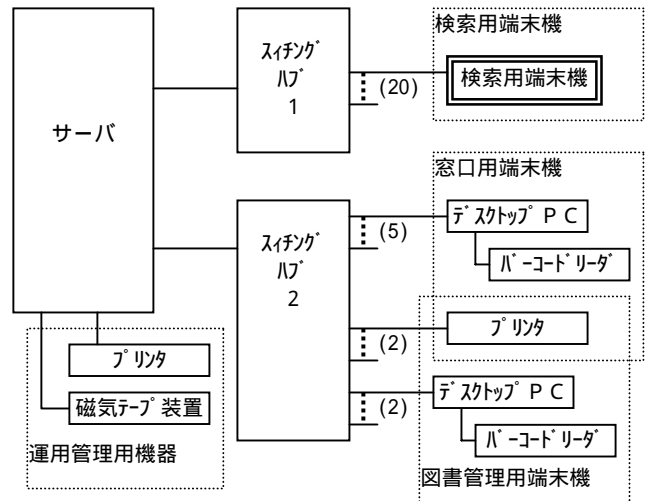 検索用端末機
ｽｨﾁﾝｸﾞ
ﾊﾌﾞ
1
(20)
検索用端末機
サーバ
窓口用端末機
ｽｨﾁﾝｸﾞ
ﾊﾌﾞ
2
(5)
ﾃﾞｽｸﾄｯﾌﾟＰＣ
ﾊﾞｰｺｰﾄﾞﾘｰﾀﾞ
(2)
ﾌﾟﾘﾝﾀ
ﾌﾟﾘﾝﾀ
(2)
ﾃﾞｽｸﾄｯﾌﾟＰＣ
磁気ﾃｰﾌﾟ装置
ﾊﾞｰｺｰﾄﾞﾘｰﾀﾞ
運用管理用機器
図書管理用端末機